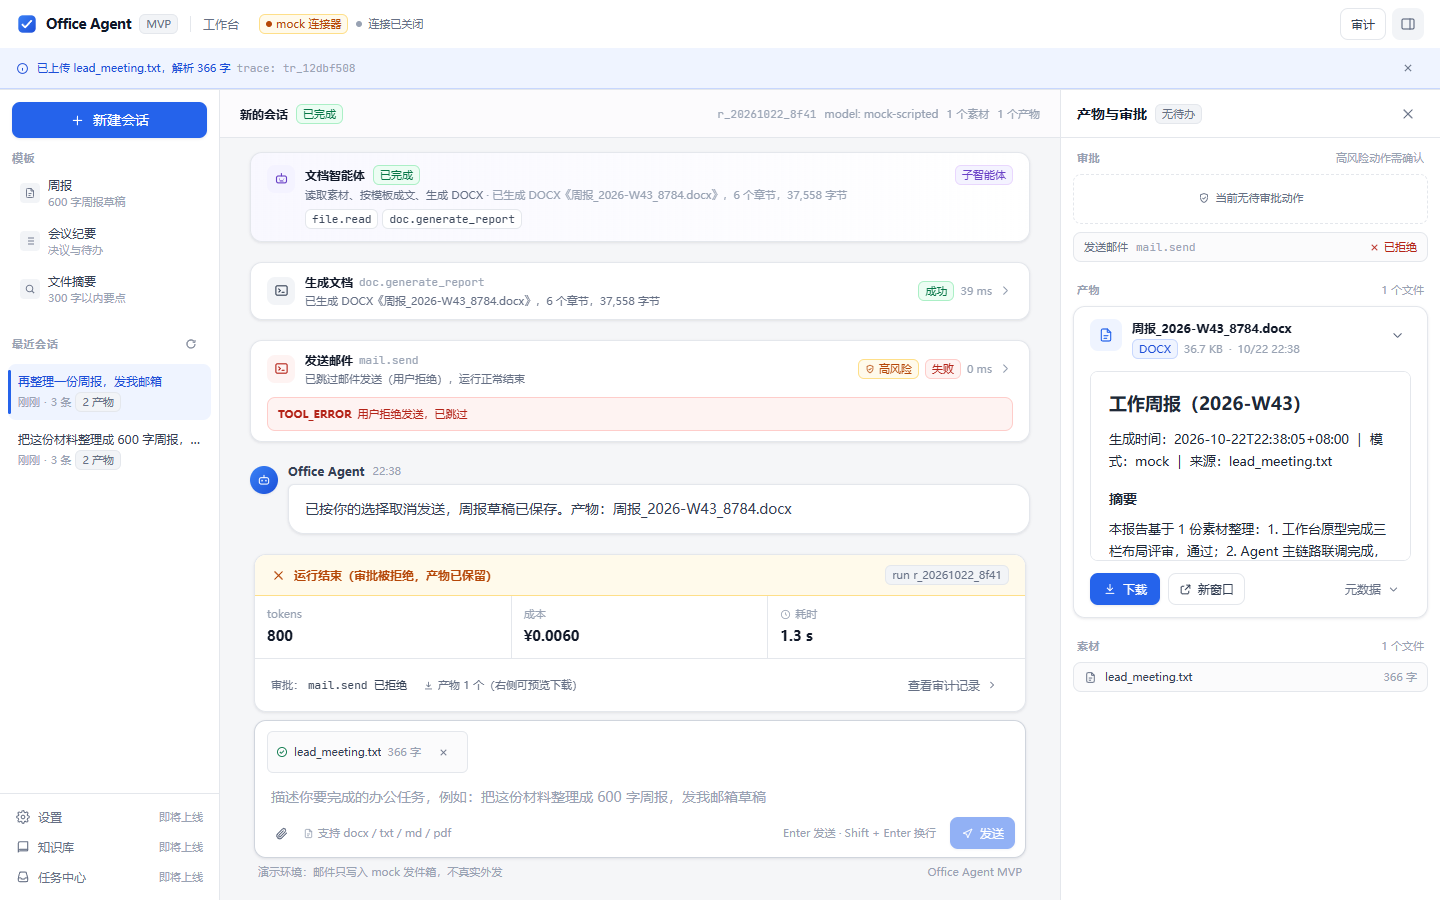 Office Agent MVP 工作台 mock 连接器 连接已关闭 审计
已上传 lead_meeting.txt，解析 366 字 trace: tr_12dbf508
新建会话
模板
周报
600 字周报草稿
会议纪要
决议与待办
文件摘要
300 字以内要点
最近会话
再整理一份周报，发我邮箱
刚刚 · 3 条 2 产物
把这份材料整理成 600 字周报，...
刚刚 · 3 条 2 产物
设置 即将上线
知识库 即将上线
任务中心 即将上线
新的会话 已完成 r_20261022_8f41 model: mock-scripted 1 个素材 1 个产物
文档智能体 已完成 子智能体
读取素材、按模板成文、生成 DOCX · 已生成 DOCX《周报_2026-W43_8784.docx》，6 个章节，37,558 字节
file.read doc.generate_report
生成文档 doc.generate_report
已生成 DOCX《周报_2026-W43_8784.docx》，6 个章节，37,558 字节
成功 39 ms
发送邮件 mail.send
已跳过邮件发送（用户拒绝），运行正常结束
高风险 失败 0 ms
TOOL_ERROR 用户拒绝发送，已跳过
Office Agent 22:38
已按你的选择取消发送，周报草稿已保存。产物：周报_2026-W43_8784.docx
运行结束（审批被拒绝，产物已保留） run r_20261022_8f41
tokens
800
成本
¥0.0060
耗时
1.3 s
审批： mail.send 已拒绝 产物 1 个（右侧可预览下载） 查看审计记录
lead_meeting.txt 366 字
描述你要完成的办公任务，例如：把这份材料整理成 600 字周报，发我邮箱草稿
支持 docx / txt / md / pdf Enter 发送 · Shift + Enter 换行 发送
演示环境：邮件只写入 mock 发件箱，不真实外发 Office Agent MVP
产物与审批 无待办
审批 高风险动作需确认
当前无待审批动作
发送邮件 mail.send 已拒绝
产物 1 个文件
周报_2026-W43_8784.docx
DOCX 36.7 KB · 10/22 22:38
工作周报（2026-W43）
生成时间：2026-10-22T22:38:05+08:00 | 模
式：mock | 来源：lead_meeting.txt
摘要
本报告基于 1 份素材整理：1. 工作台原型完成三
栏布局评审，通过；2. Agent 主链路联调完成，
下载 新窗口 元数据
素材 1 个文件
lead_meeting.txt 366 字